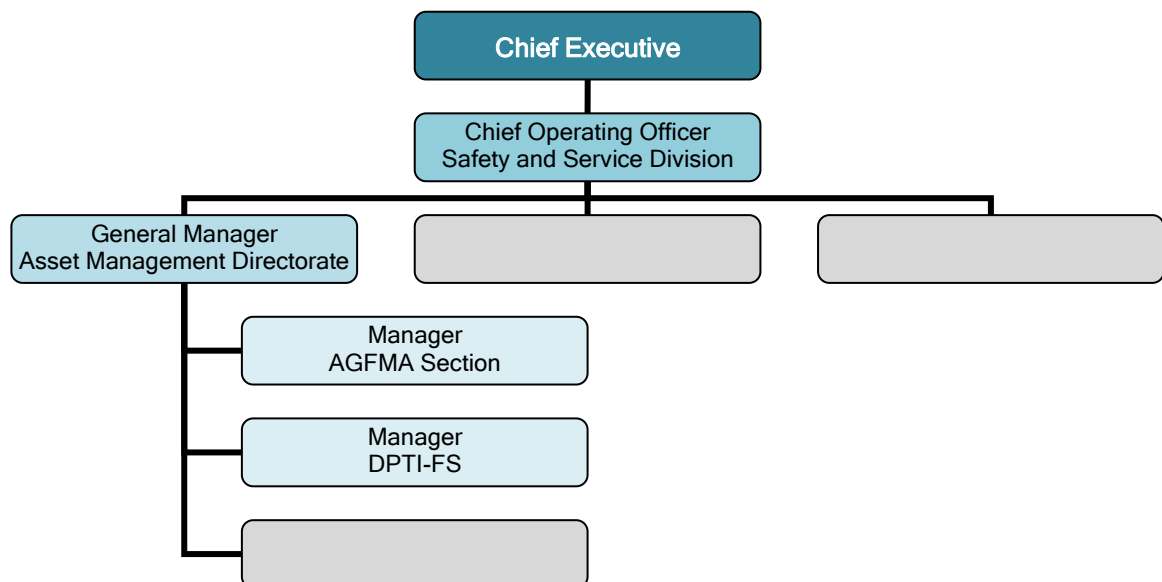 Chief Executive
Chief Operating Officer
Safety and Service Division
General Manager
Asset Management Directorate
Manager
AGFMA Section
Manager
DPTI-FS